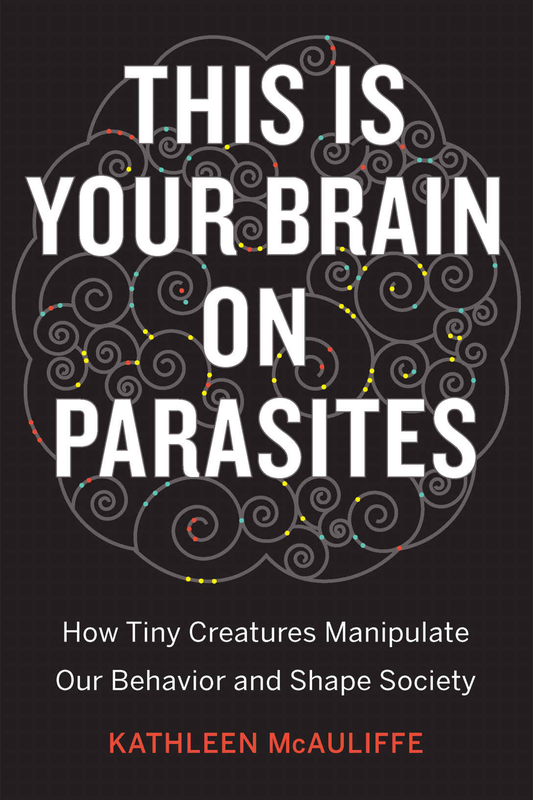 THIS IS
YOUR BRAIN
ON
PARASITES
How Tiny Creatures Manipulate
Our Behavior and Shape Society
KATHLEEN McAULIFFE